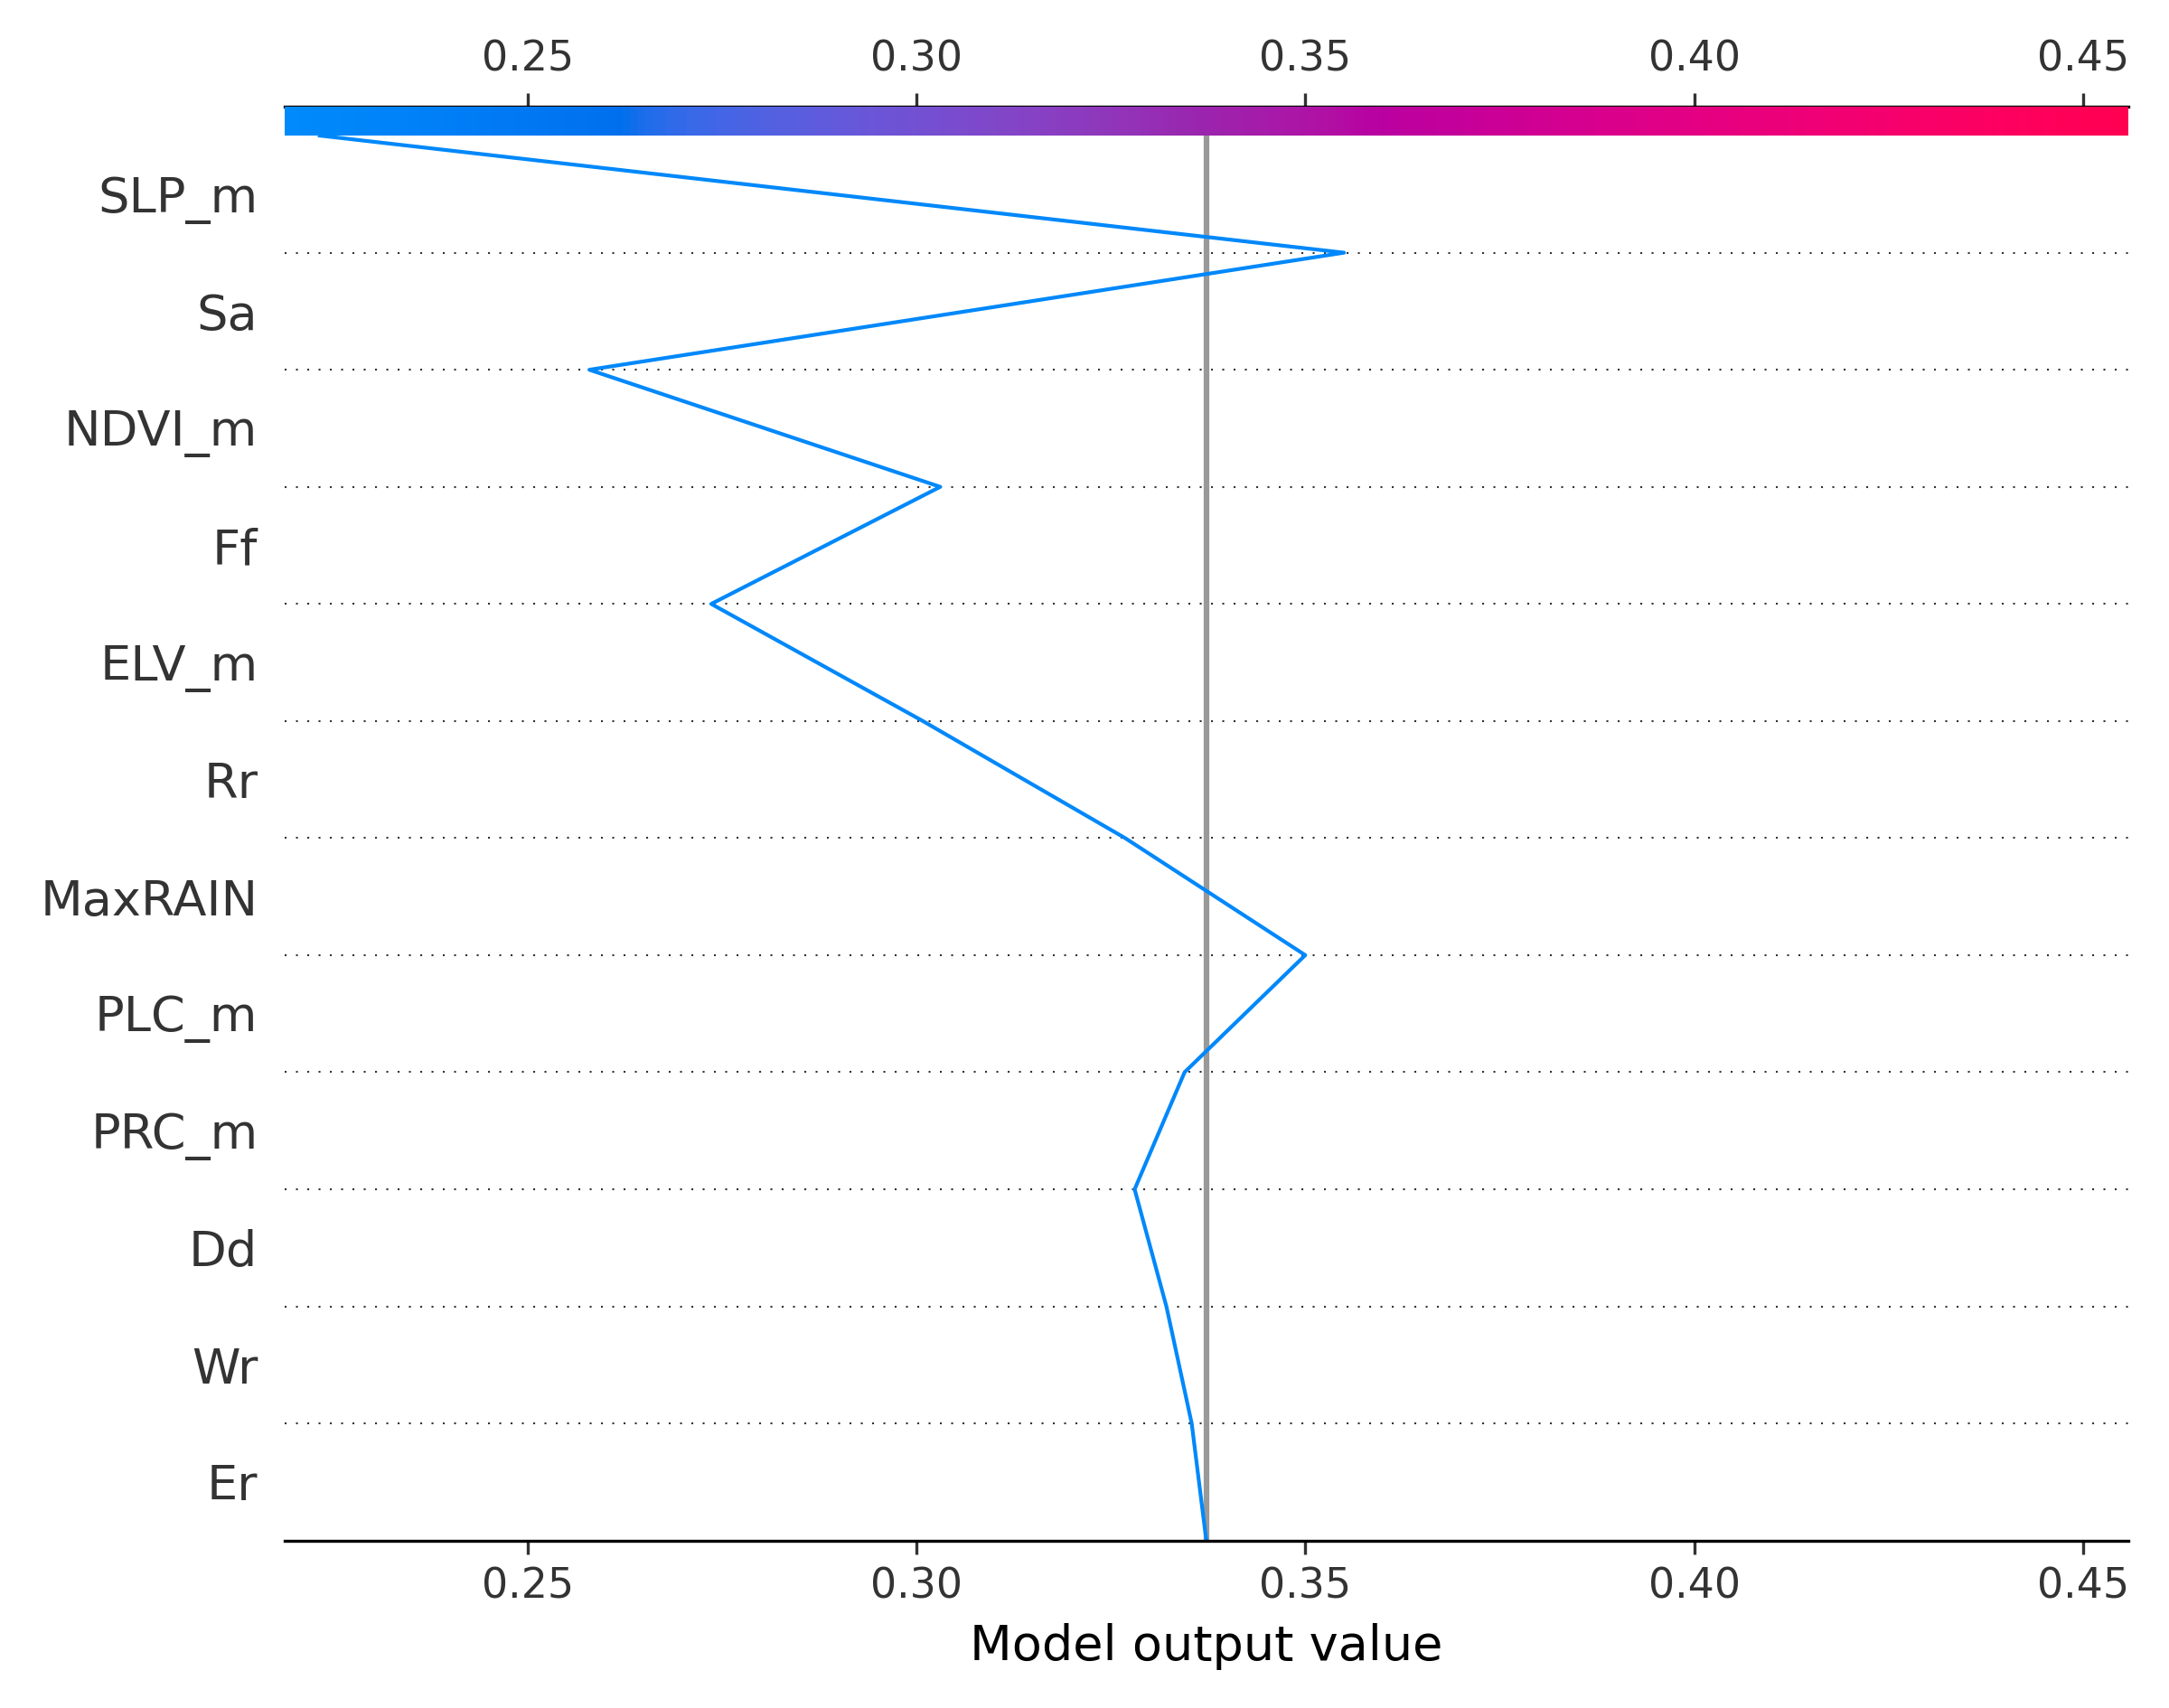 0.25 0.30 0.35 0.40 0.45
SLP_m
Sa
NDVI_m
Ff
ELV_m
Rr
MaxRAIN
PLC_m
PRC_m
Dd
Wr
Er
0.25 0.30 0.35 0.40 0.45
Model output value